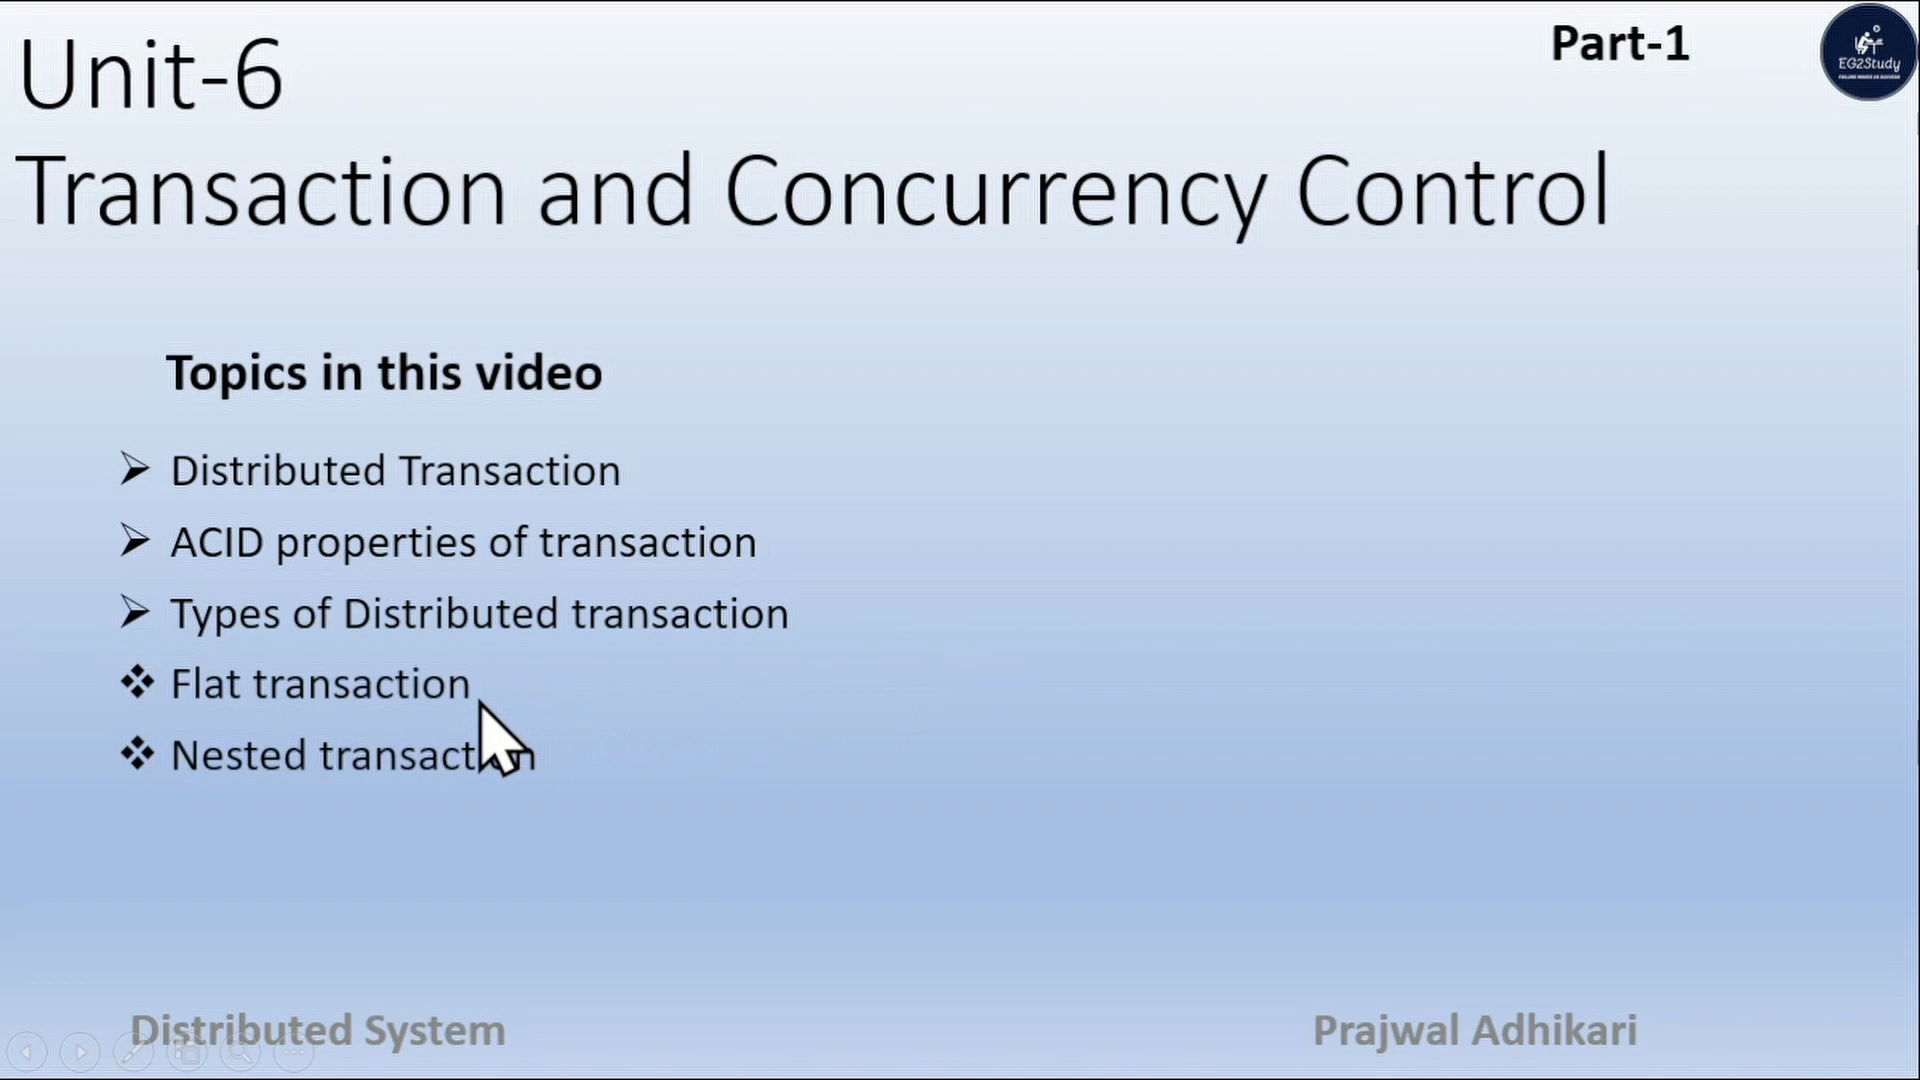 Unit-6
Part-1
EG2Study
Transaction and Concurrency Control
Topics in this video
Distributed Transaction
ACID properties of transaction
Types of Distributed transaction
Flat transaction
Nested transaction
Distributed System
Prajwal Adhikari